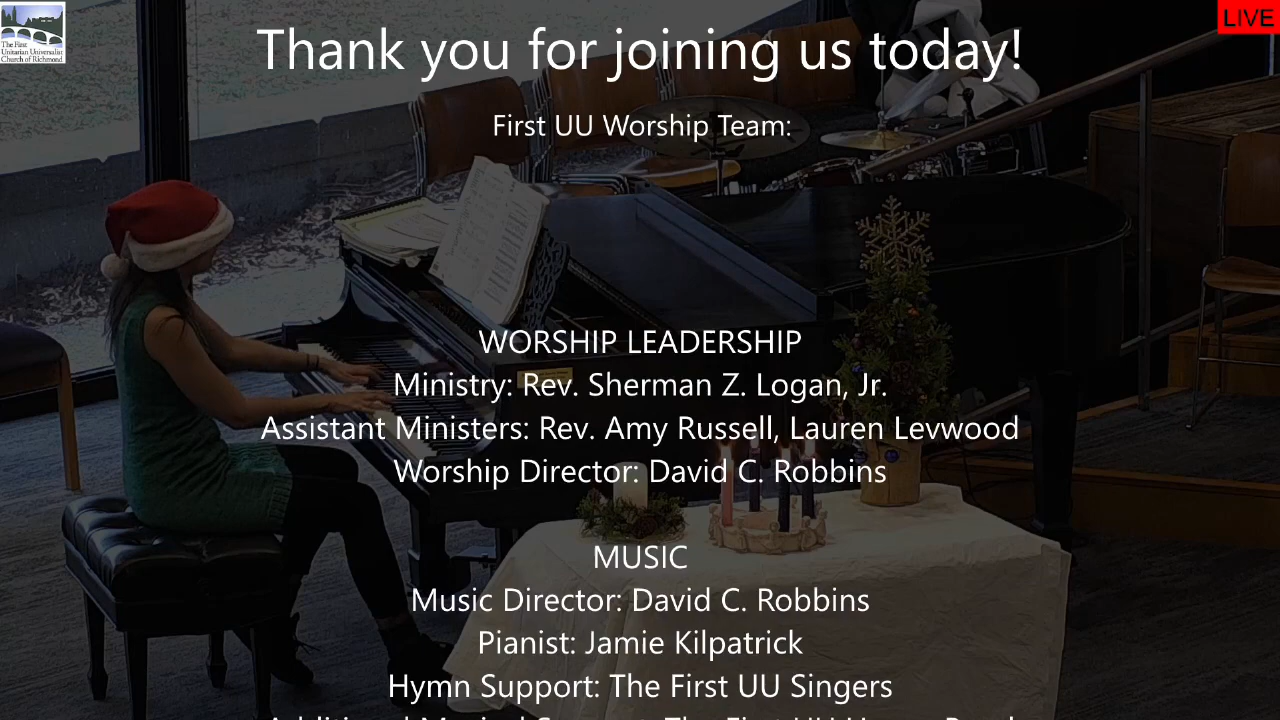 The First
Unitarian Universalist
Church of Richmond
LIVE
Thank you for joining us today!
First UU Worship Team:
WORSHIP LEADERSHIP
Ministry: Rev. Sherman Z. Logan, Jr.
Assistant Ministers: Rev. Amy Russell, Lauren Levwood
Worship Director: David C. Robbins
MUSIC
Music Director: David C. Robbins
Pianist: Jamie Kilpatrick
Hymn Support: The First UU Singers